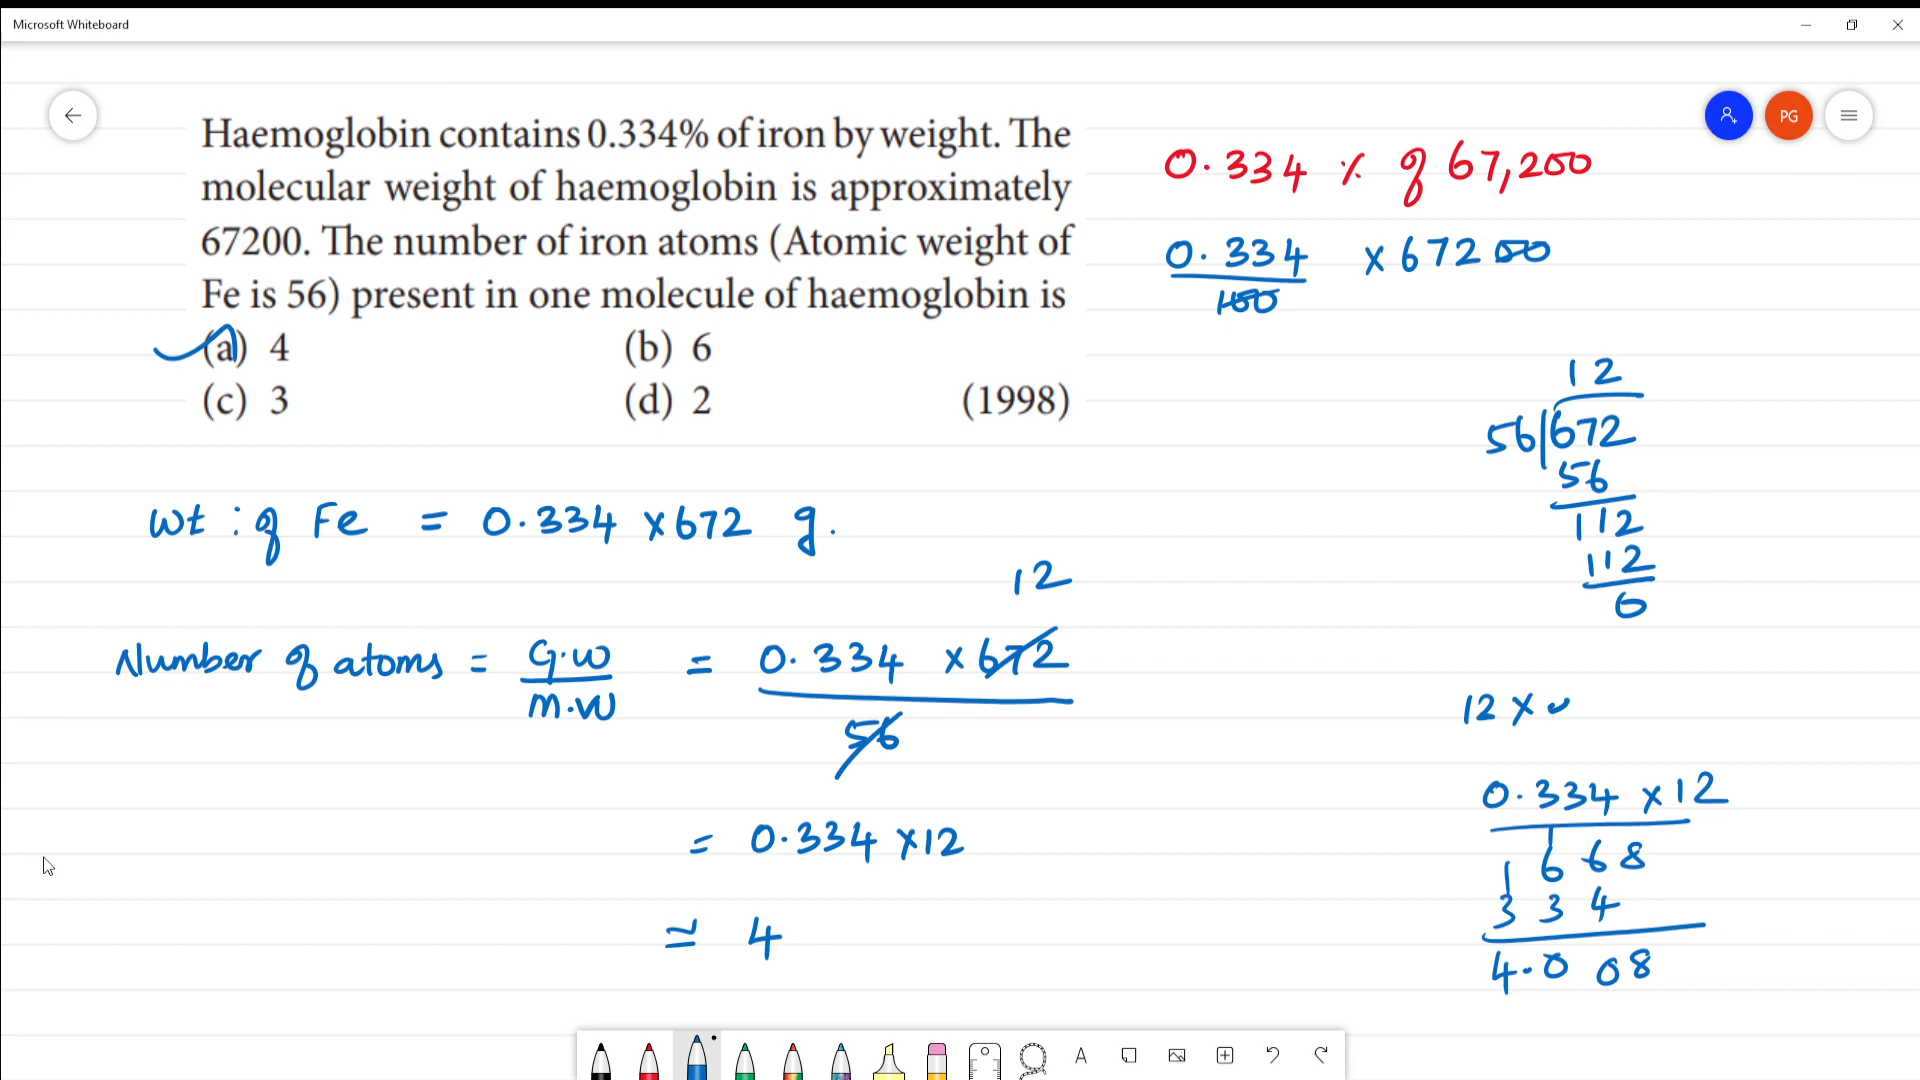 Microsoft Whiteboard
PG
Haemoglobin contains 0.334% of iron by weight. The
molecular weight of haemoglobin is approximately
67200. The number of iron atoms (Atomic weight of
Fe is 56) present in one molecule of haemoglobin is
(a) 4 (b) 6
(c) 3 (d) 2 (1998)
0.334 % of 67,200
0.334 × 67200
100
wt : of Fe = 0.334 × 672 g.
12
Number of atoms = G.W = 0.334 × 672
M.W 56
= 0.334 × 12
≃ 4
12
56 672
56
112
112
0
12 ×
0.334 × 12
1
668
1
334
4.008
A